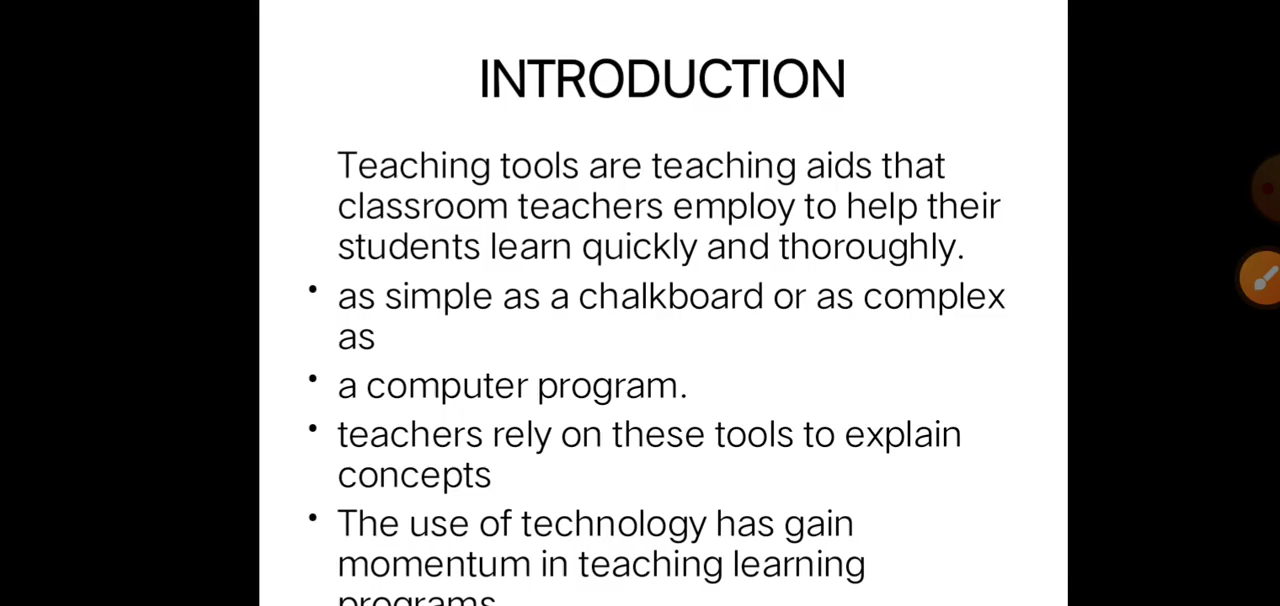 INTRODUCTION
Teaching tools are teaching aids that
classroom teachers employ to help their
students learn quickly and thoroughly.
• as simple as a chalkboard or as complex
as
• a computer program.
• teachers rely on these tools to explain
concepts
• The use of technology has gain
momentum in teaching learning
programs